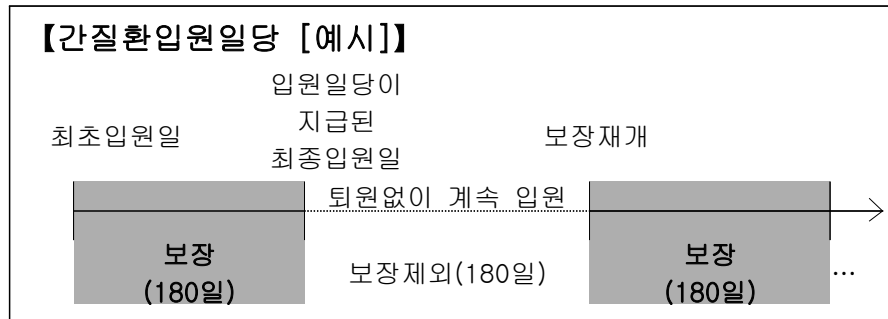 【간질환입원일당 [예시]】
입원일당이
지급된
최종입원일
최초입원일
보장재개
퇴원없이 계속 입원
보장
(180일)
보장제외(180일)
보장
(180일)
…